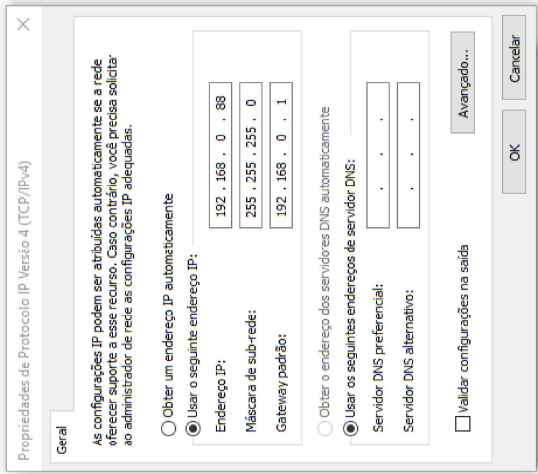 Propriedades de Protocolo IP Versão 4 (TCP/IPv4)
Geral
As configurações IP podem ser atribuídas automaticamente se a rede
oferecer suporte a esse recurso. Caso contrário, você precisa solicitar
ao administrador de rede as configurações IP adequadas.
Obter um endereço IP automaticamente
Usar o seguinte endereço IP:
Endereço IP: 192 . 168 . 0 . 88
Máscara de sub-rede: 255 . 255 . 255 . 0
Gateway padrão: 192 . 168 . 0 . 1
Obter o endereço dos servidores DNS automaticamente
Usar os seguintes endereços de servidor DNS:
Servidor DNS preferencial: . . .
Servidor DNS alternativo: . . .
Validar configurações na saída
Avançado...
OK
Cancelar